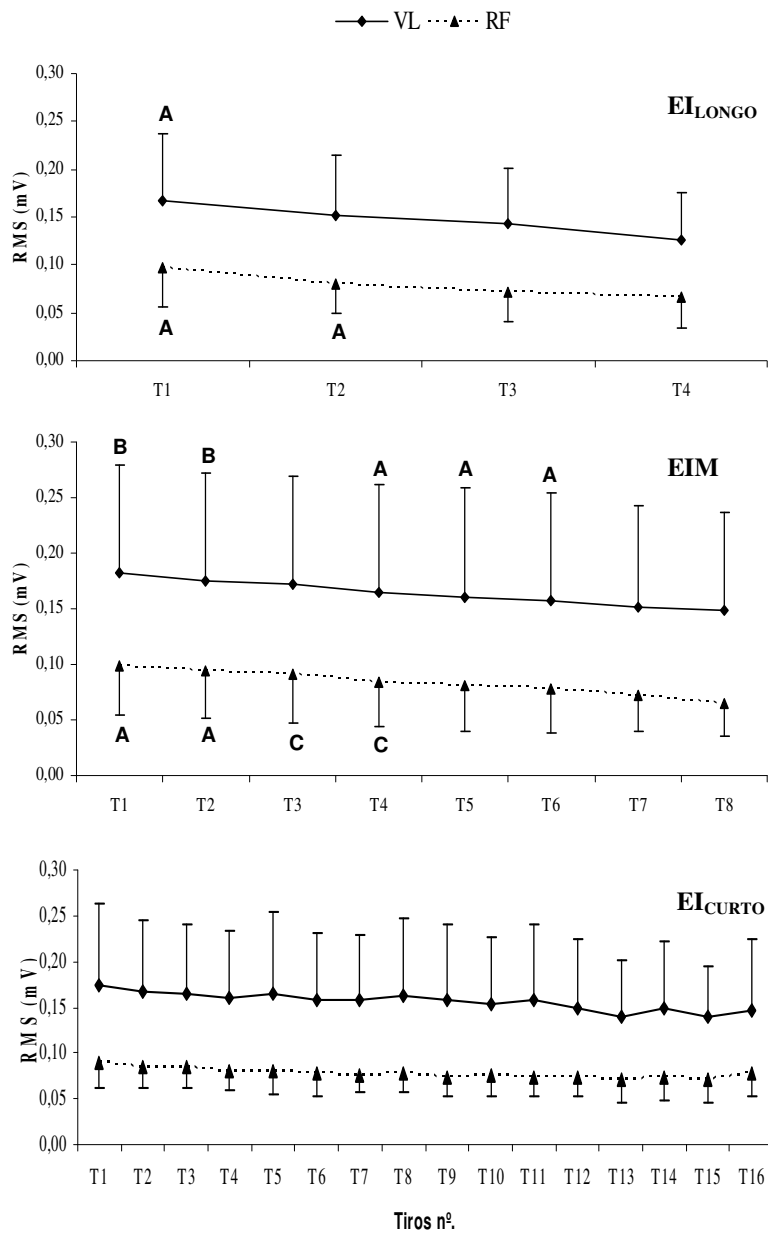 VL RF
0,30
A
EI LONGO
0,25
0,20
RMS (mV)
0,15
0,10
0,05
A A
0,00
T1 T2 T3 T4
0,30
B B A A A
EIM
0,25
0,20
RMS (mV)
0,15
0,10
0,05
A A C C
0,00
T1 T2 T3 T4 T5 T6 T7 T8
0,30
EI CURTO
0,25
0,20
RMS (mV)
0,15
0,10
0,05
0,00
T1 T2 T3 T4 T5 T6 T7 T8 T9 T10 T11 T12 T13 T14 T15 T16
Tiros nº.